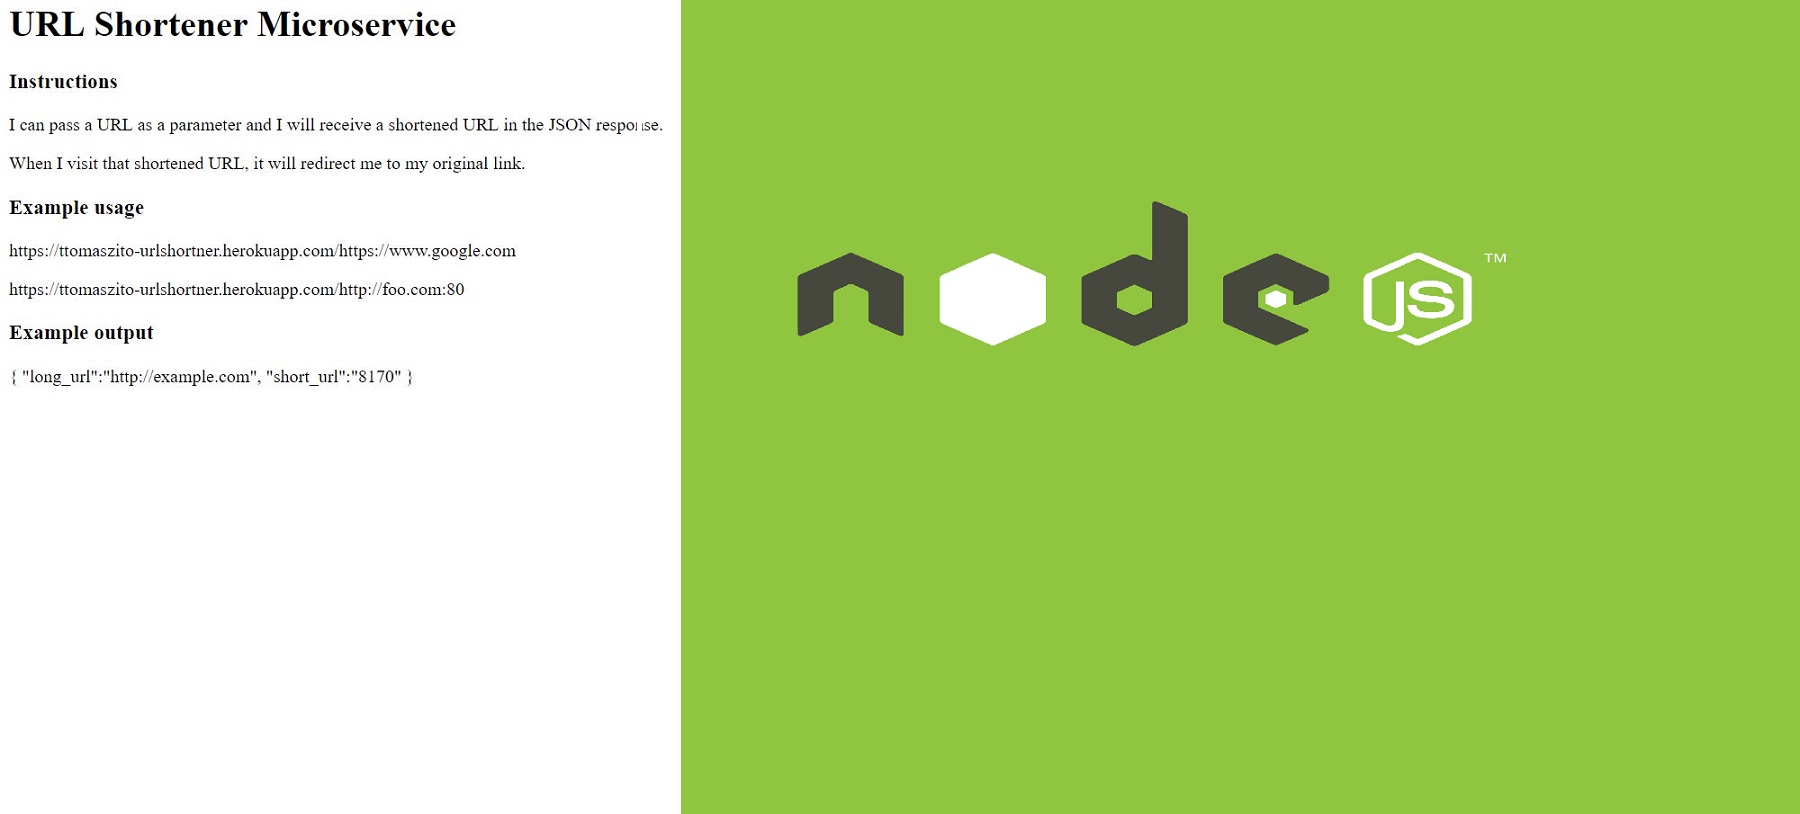 URL Shortener Microservice
Instructions
I can pass a URL as a parameter and I will receive a shortened URL in the JSON response.
When I visit that shortened URL, it will redirect me to my original link.
Example usage
https://ttomaszito-urlshortner.herokuapp.com/https://www.google.com
https://ttomaszito-urlshortner.herokuapp.com/http://foo.com:80
Example output
{ "long_url":"http://example.com", "short_url":"8170" }
node JS ™